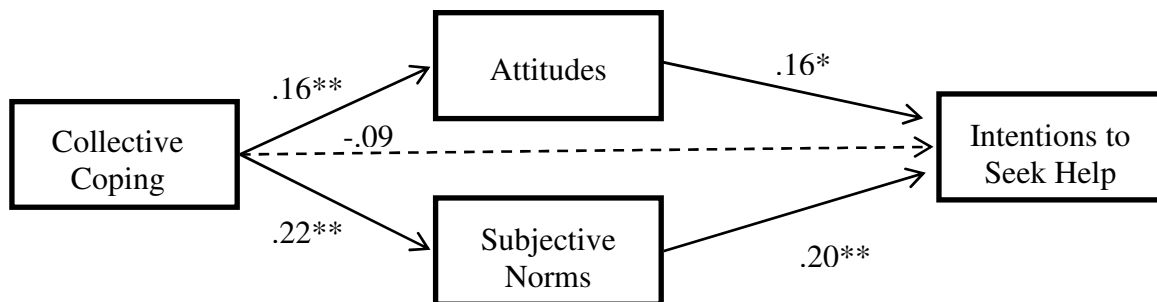 Attitudes
.16**
.16*
Collective
Coping
-.09
Intentions to
Seek Help
.22**
Subjective
Norms
.20**